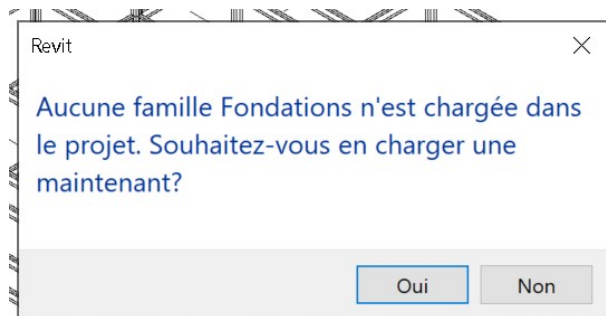 Revit
Aucune famille Fondations n'est chargée dans
le projet. Souhaitez-vous en charger une
maintenant?
Oui
Non